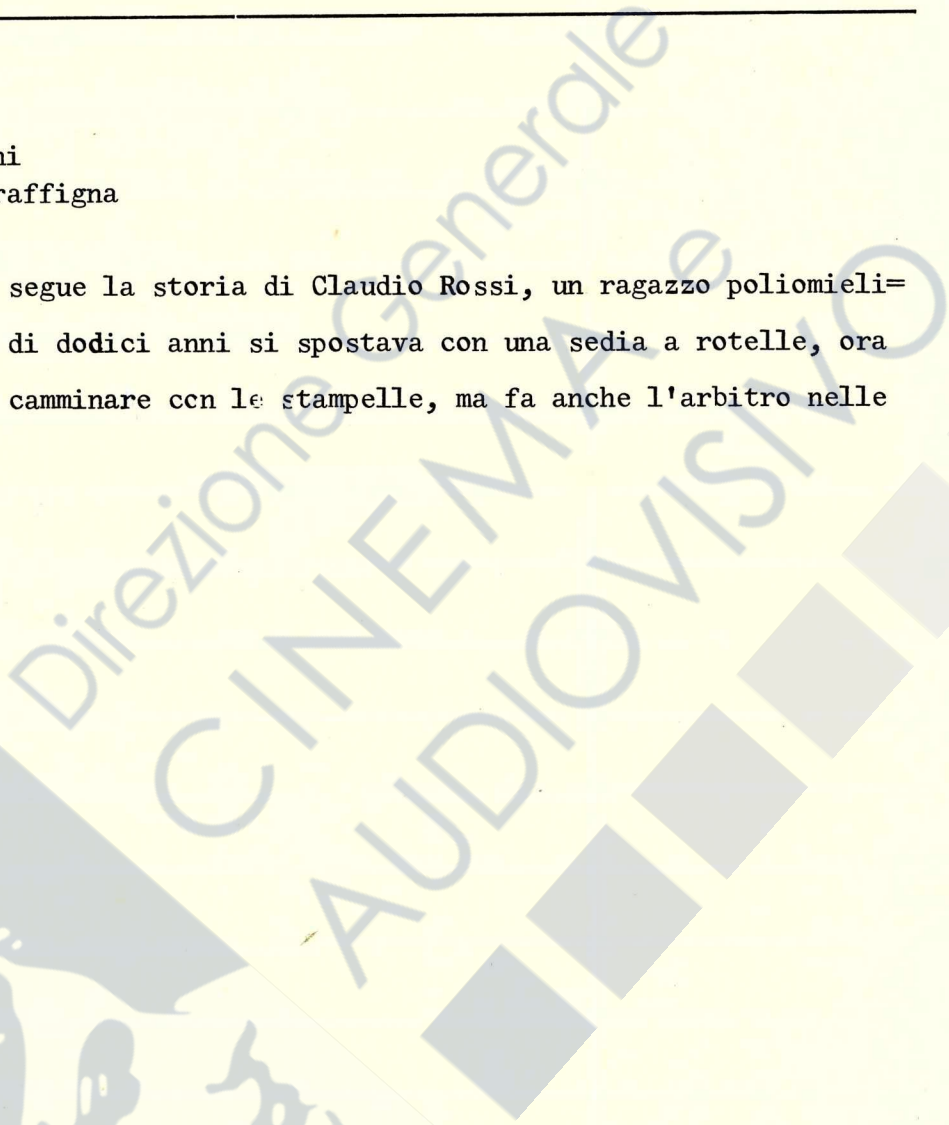 ni
raffigna
segue la storia di Claudio Rossi, un ragazzo poliomieli=
di dodici anni si spostava con una sedia a rotelle, ora
camminare con le stampelle, ma fa anche l'arbitro nelle
Direzione Generale
CINEMA e
AUDIOVISIVO